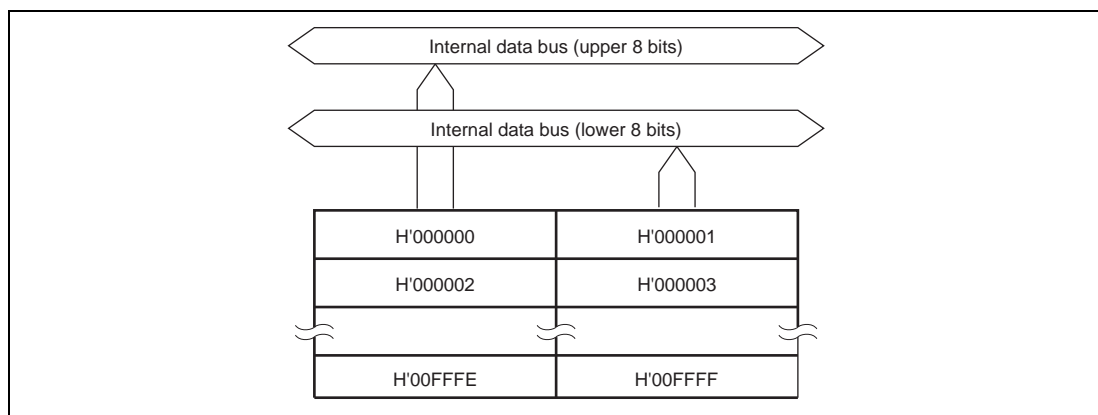 Internal data bus (upper 8 bits)
Internal data bus (lower 8 bits)
H'000000 H'000001
H'000002 H'000003
H'00FFFE H'00FFFF